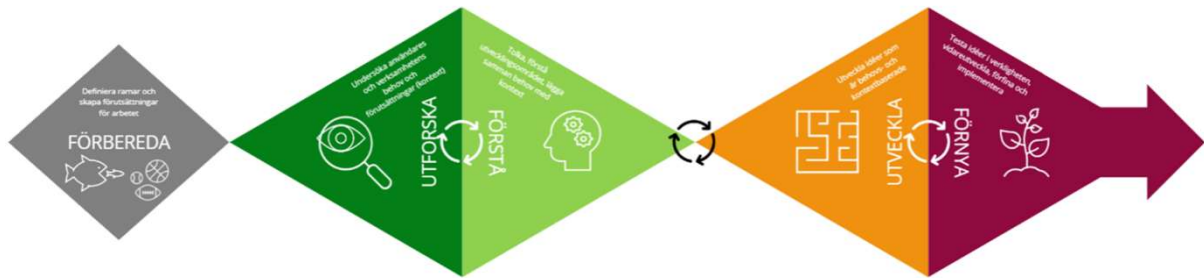 Definiera ramar och
skapa förutsättningar
för arbetet
FÖRBEREDA
Undersöka användares
och verksamhetens
behov och
förutsättningar (kontext)
UTFORSKA
Tolka, förstå
utvecklingsområdet, lägga
samman behov med
kontext
FÖRSTÅ
Utveckla idéer som
är behovs- och
kontextbaserade
UTVECKLA
Testa idéer i verkligheten,
vidareutveckla, förfina och
implementera
FÖRNYA